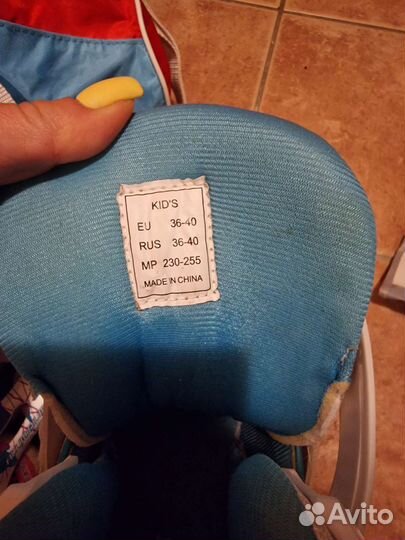 KID'S
EU 36-40
RUS 36-40
MP 230-255
MADE IN CHINA
Avito